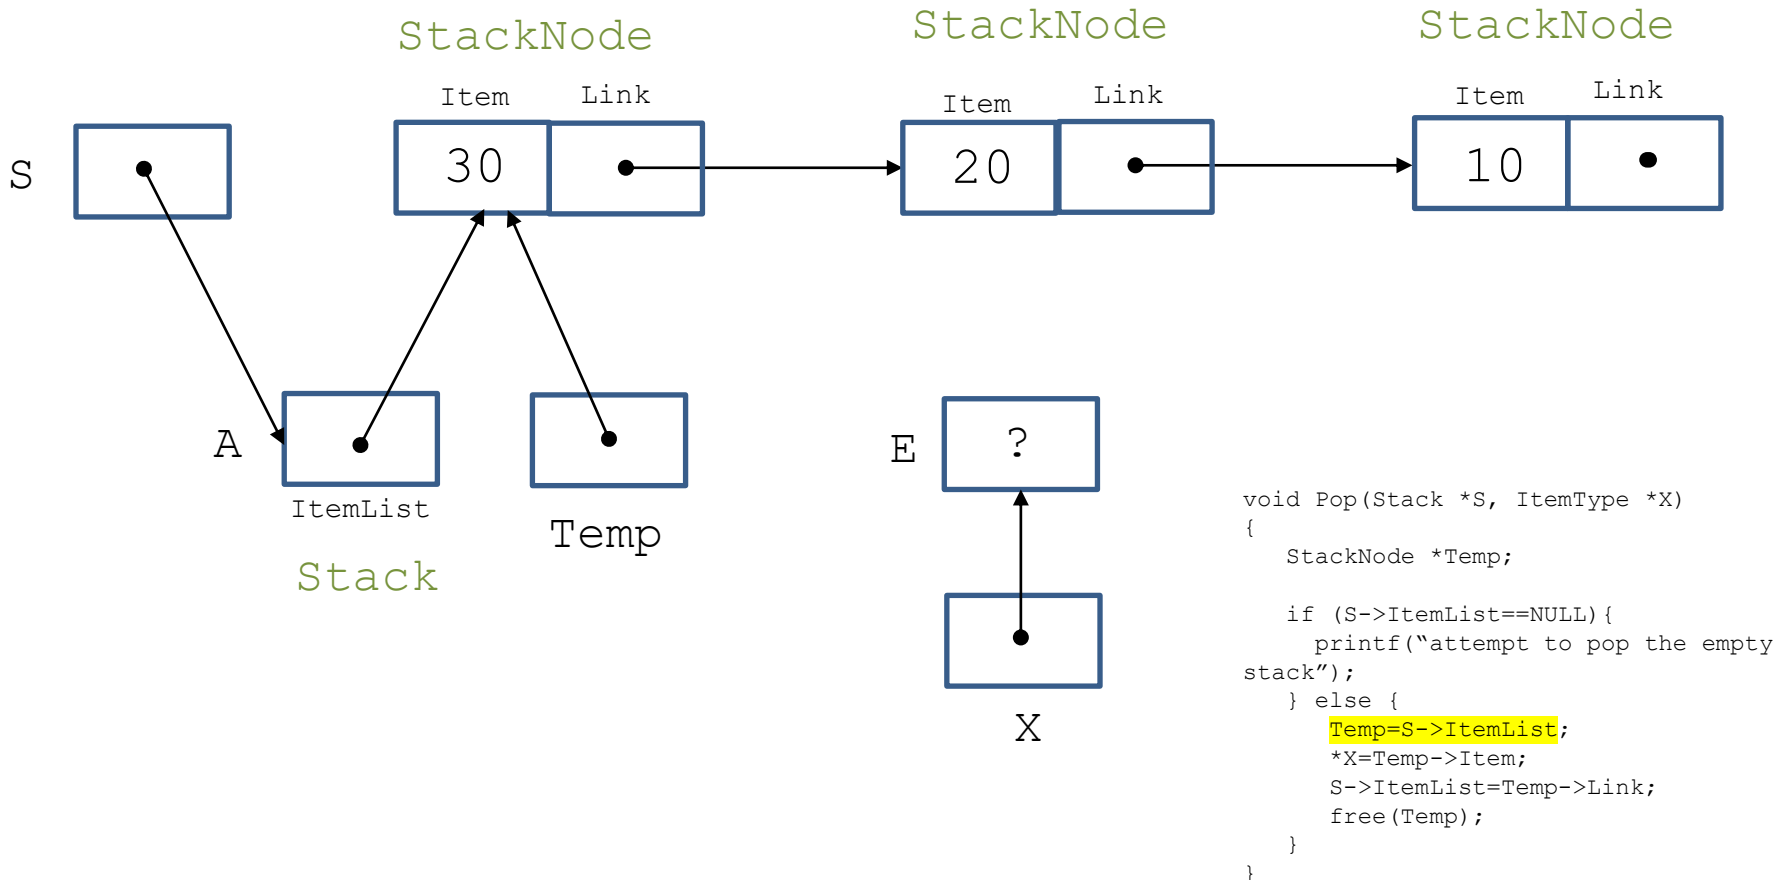 StackNode
StackNode
StackNode
Item Link
Item Link
Item Link
S
30
20
10
A
ItemList
Stack
Temp
E
?
X
void Pop(Stack *S, ItemType *X)
{
   StackNode *Temp;
   if (S->ItemList==NULL){
     printf(“attempt to pop the empty
stack”);
   } else {
      Temp=S->ItemList;
      *X=Temp->Item;
      S->ItemList=Temp->Link;
      free(Temp);
   }
}